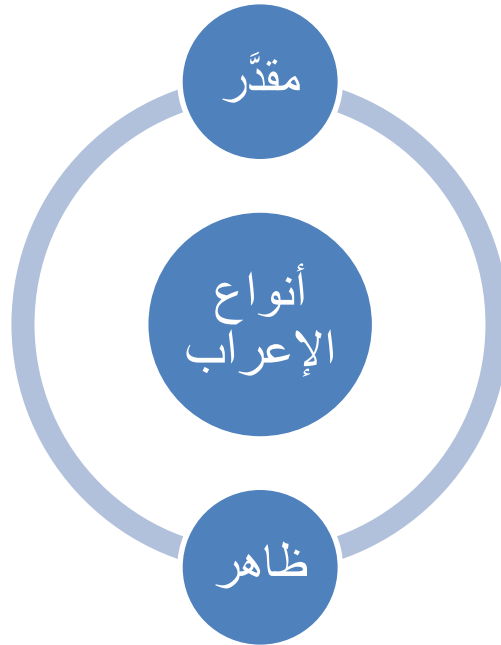 مقدَّر
أنواع
الإعراب
ظاهر